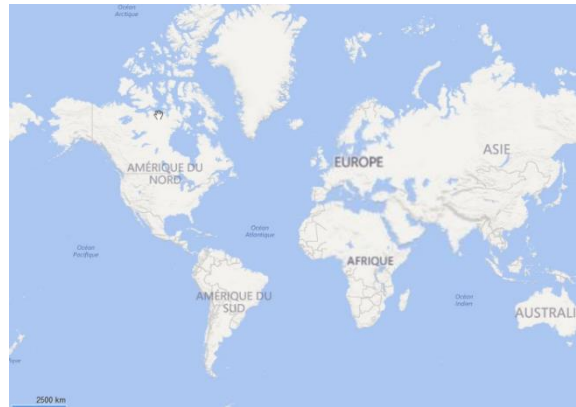 Océan
Arctique
AMÉRIQUE DU
NORD
EUROPE
ASIE
Océan
Atlantique
Océan
Pacifique
AFRIQUE
AMÉRIQUE DU
SUD
Océan
Indien
AUSTRALI
ique
2500 km